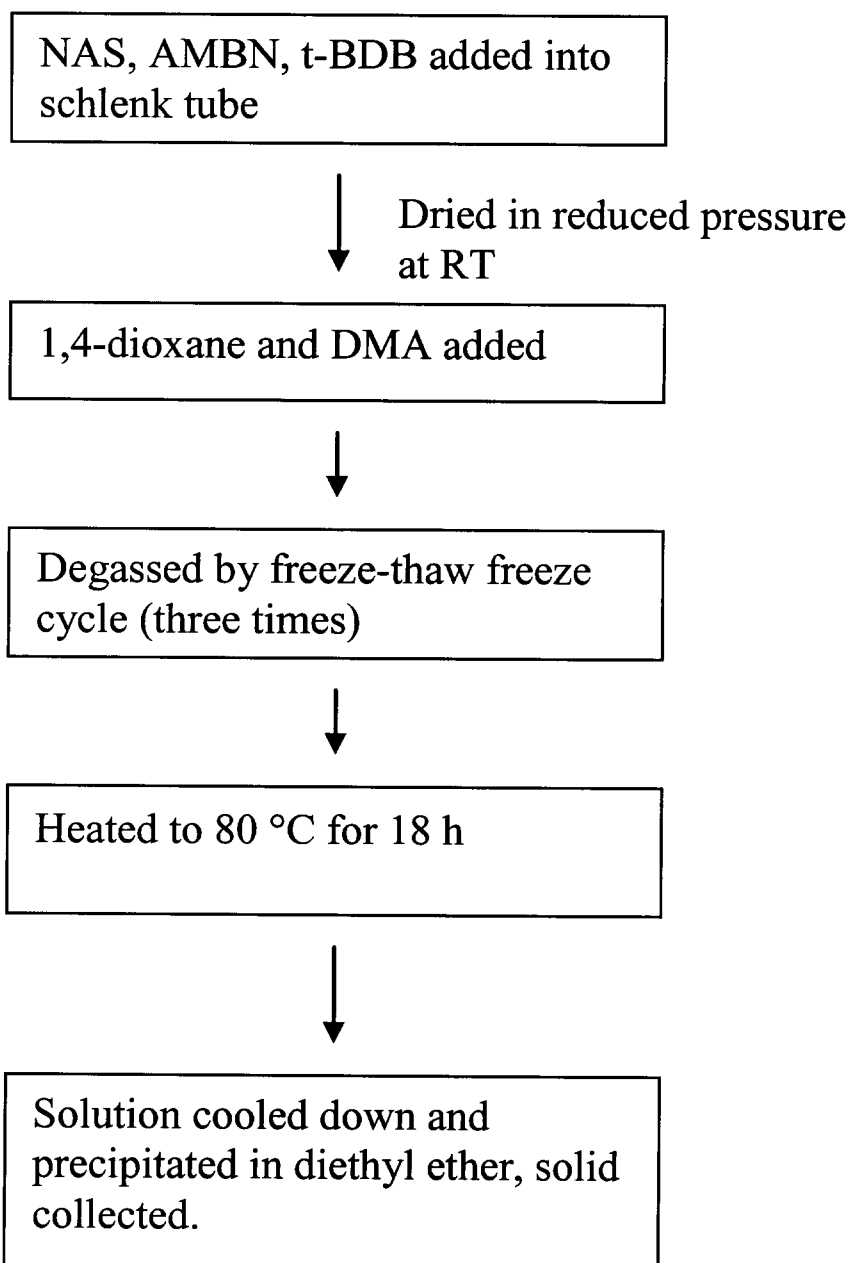 NAS, AMBN, t-BDB added into
schlenk tube
Dried in reduced pressure
at RT
1,4-dioxane and DMA added
Degassed by freeze-thaw freeze
cycle (three times)
Heated to 80 °C for 18 h
Solution cooled down and
precipitated in diethyl ether, solid
collected.